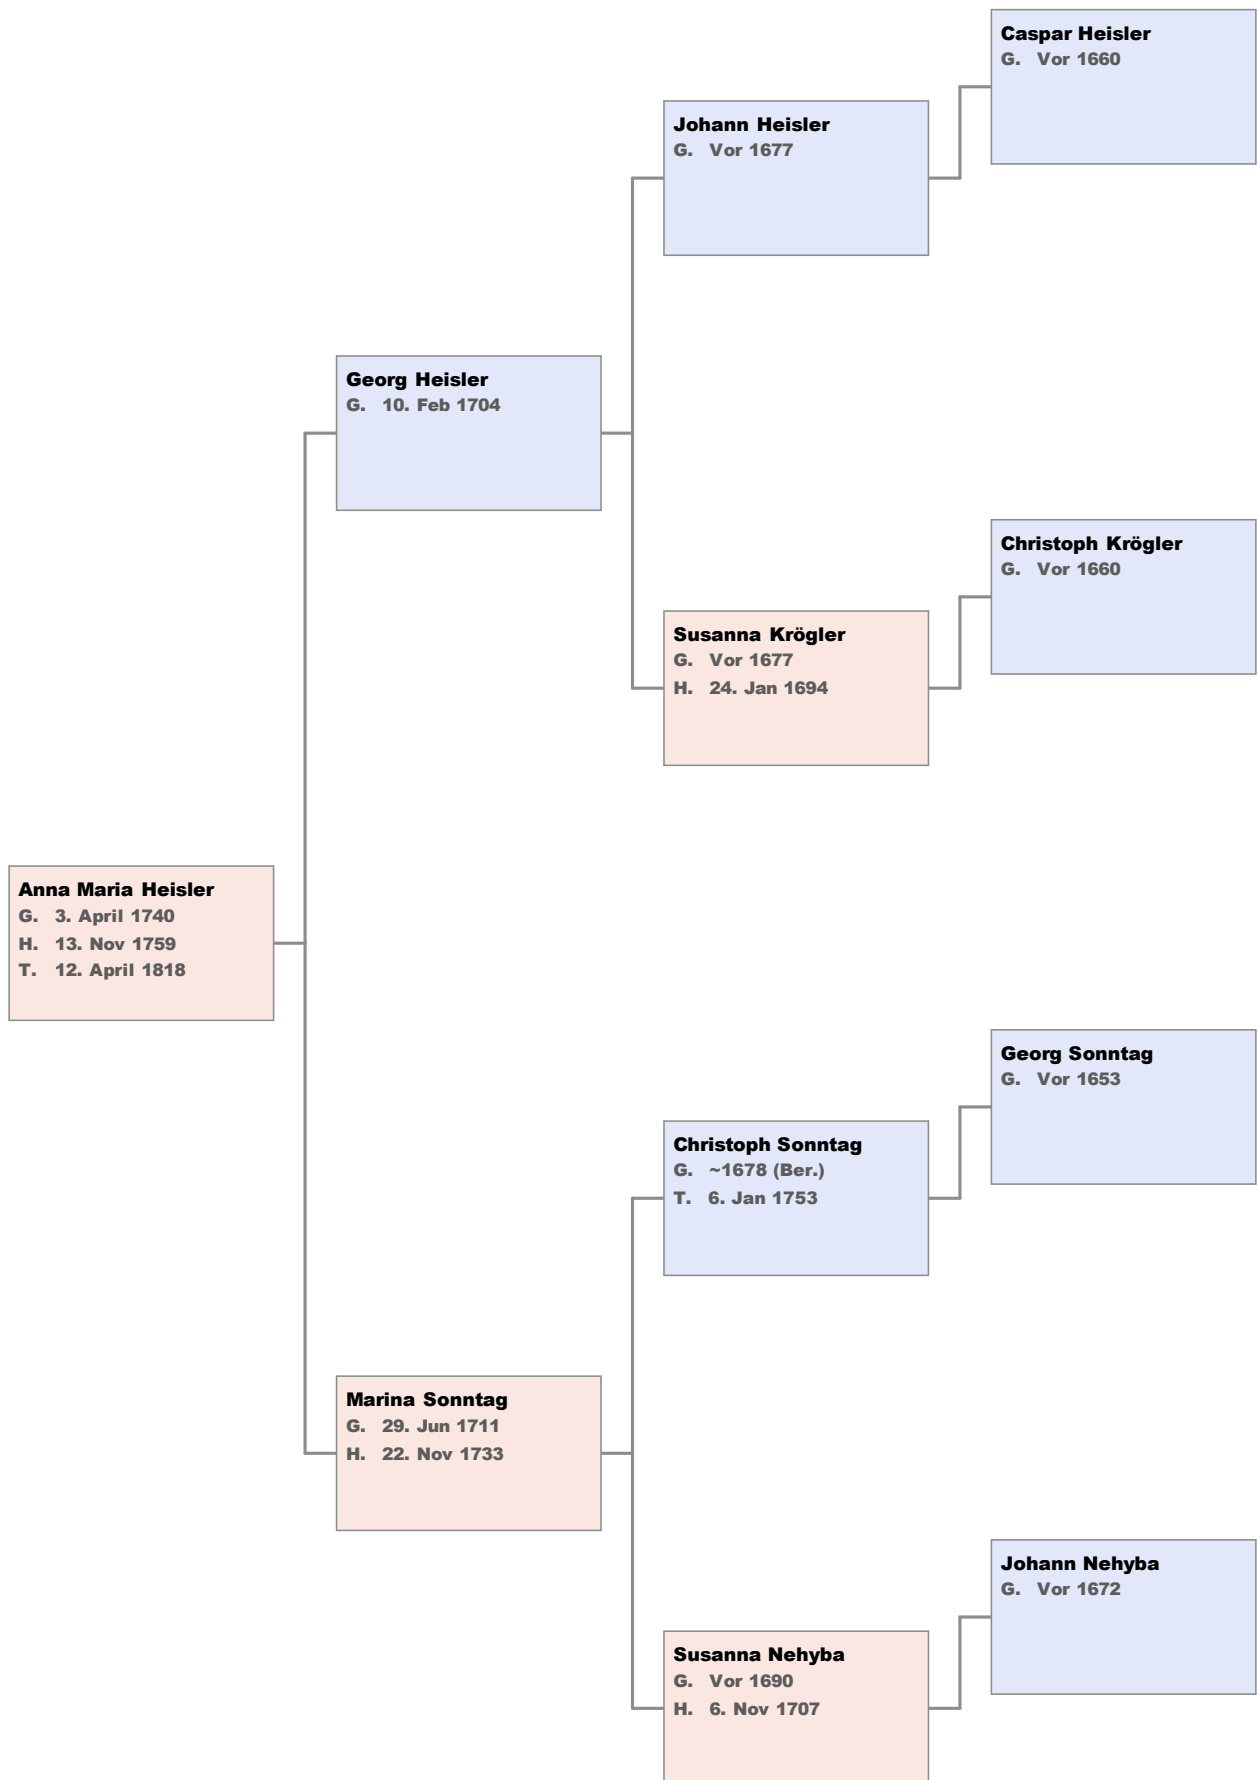 Caspar Heisler
G. Vor 1660
Johann Heisler
G. Vor 1677
Georg Heisler
G. 10. Feb 1704
Christoph Krögler
G. Vor 1660
Susanna Krögler
G. Vor 1677
H. 24. Jan 1694
Anna Maria Heisler
G. 3. April 1740
H. 13. Nov 1759
T. 12. April 1818
Georg Sonntag
G. Vor 1653
Christoph Sonntag
G. ~1678 (Ber.)
T. 6. Jan 1753
Marina Sonntag
G. 29. Jun 1711
H. 22. Nov 1733
Johann Nehyba
G. Vor 1672
Susanna Nehyba
G. Vor 1690
H. 6. Nov 1707